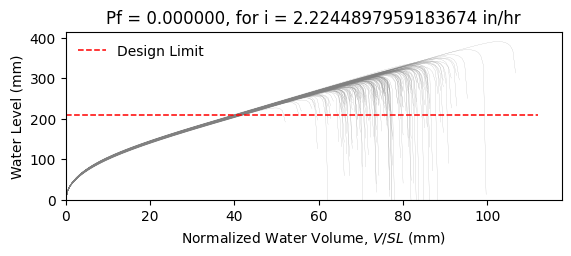 Pf = 0.000000, for i = 2.2244897959183674 in/hr
Water Level (mm)
400
300
200
100
0
Design Limit
0 20 40 60 80 100
Normalized Water Volume, V/SL (mm)